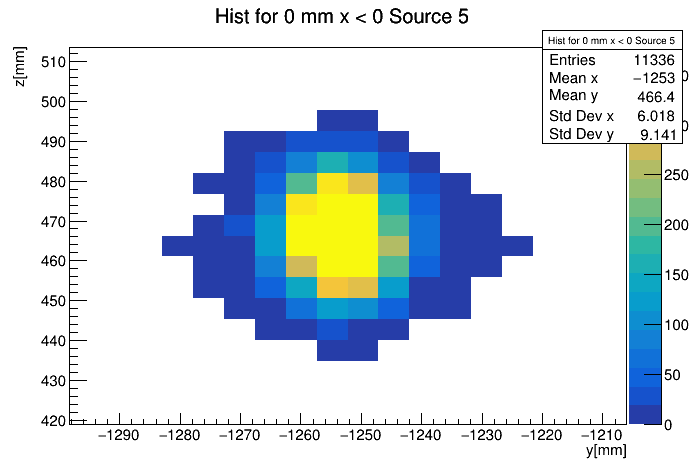 Hist for 0 mm x < 0 Source 5
z[mm]
510
500
490
480
470
460
450
440
430
420
−1290
−1280
−1270
−1260
−1250
−1240
−1230
−1220
−1210
y[mm]
Hist for 0 mm x < 0 Source 5
Entries 11336
Mean x −1253
Mean y 466.4
Std Dev x 6.018
Std Dev y 9.141
250
200
150
100
50
0